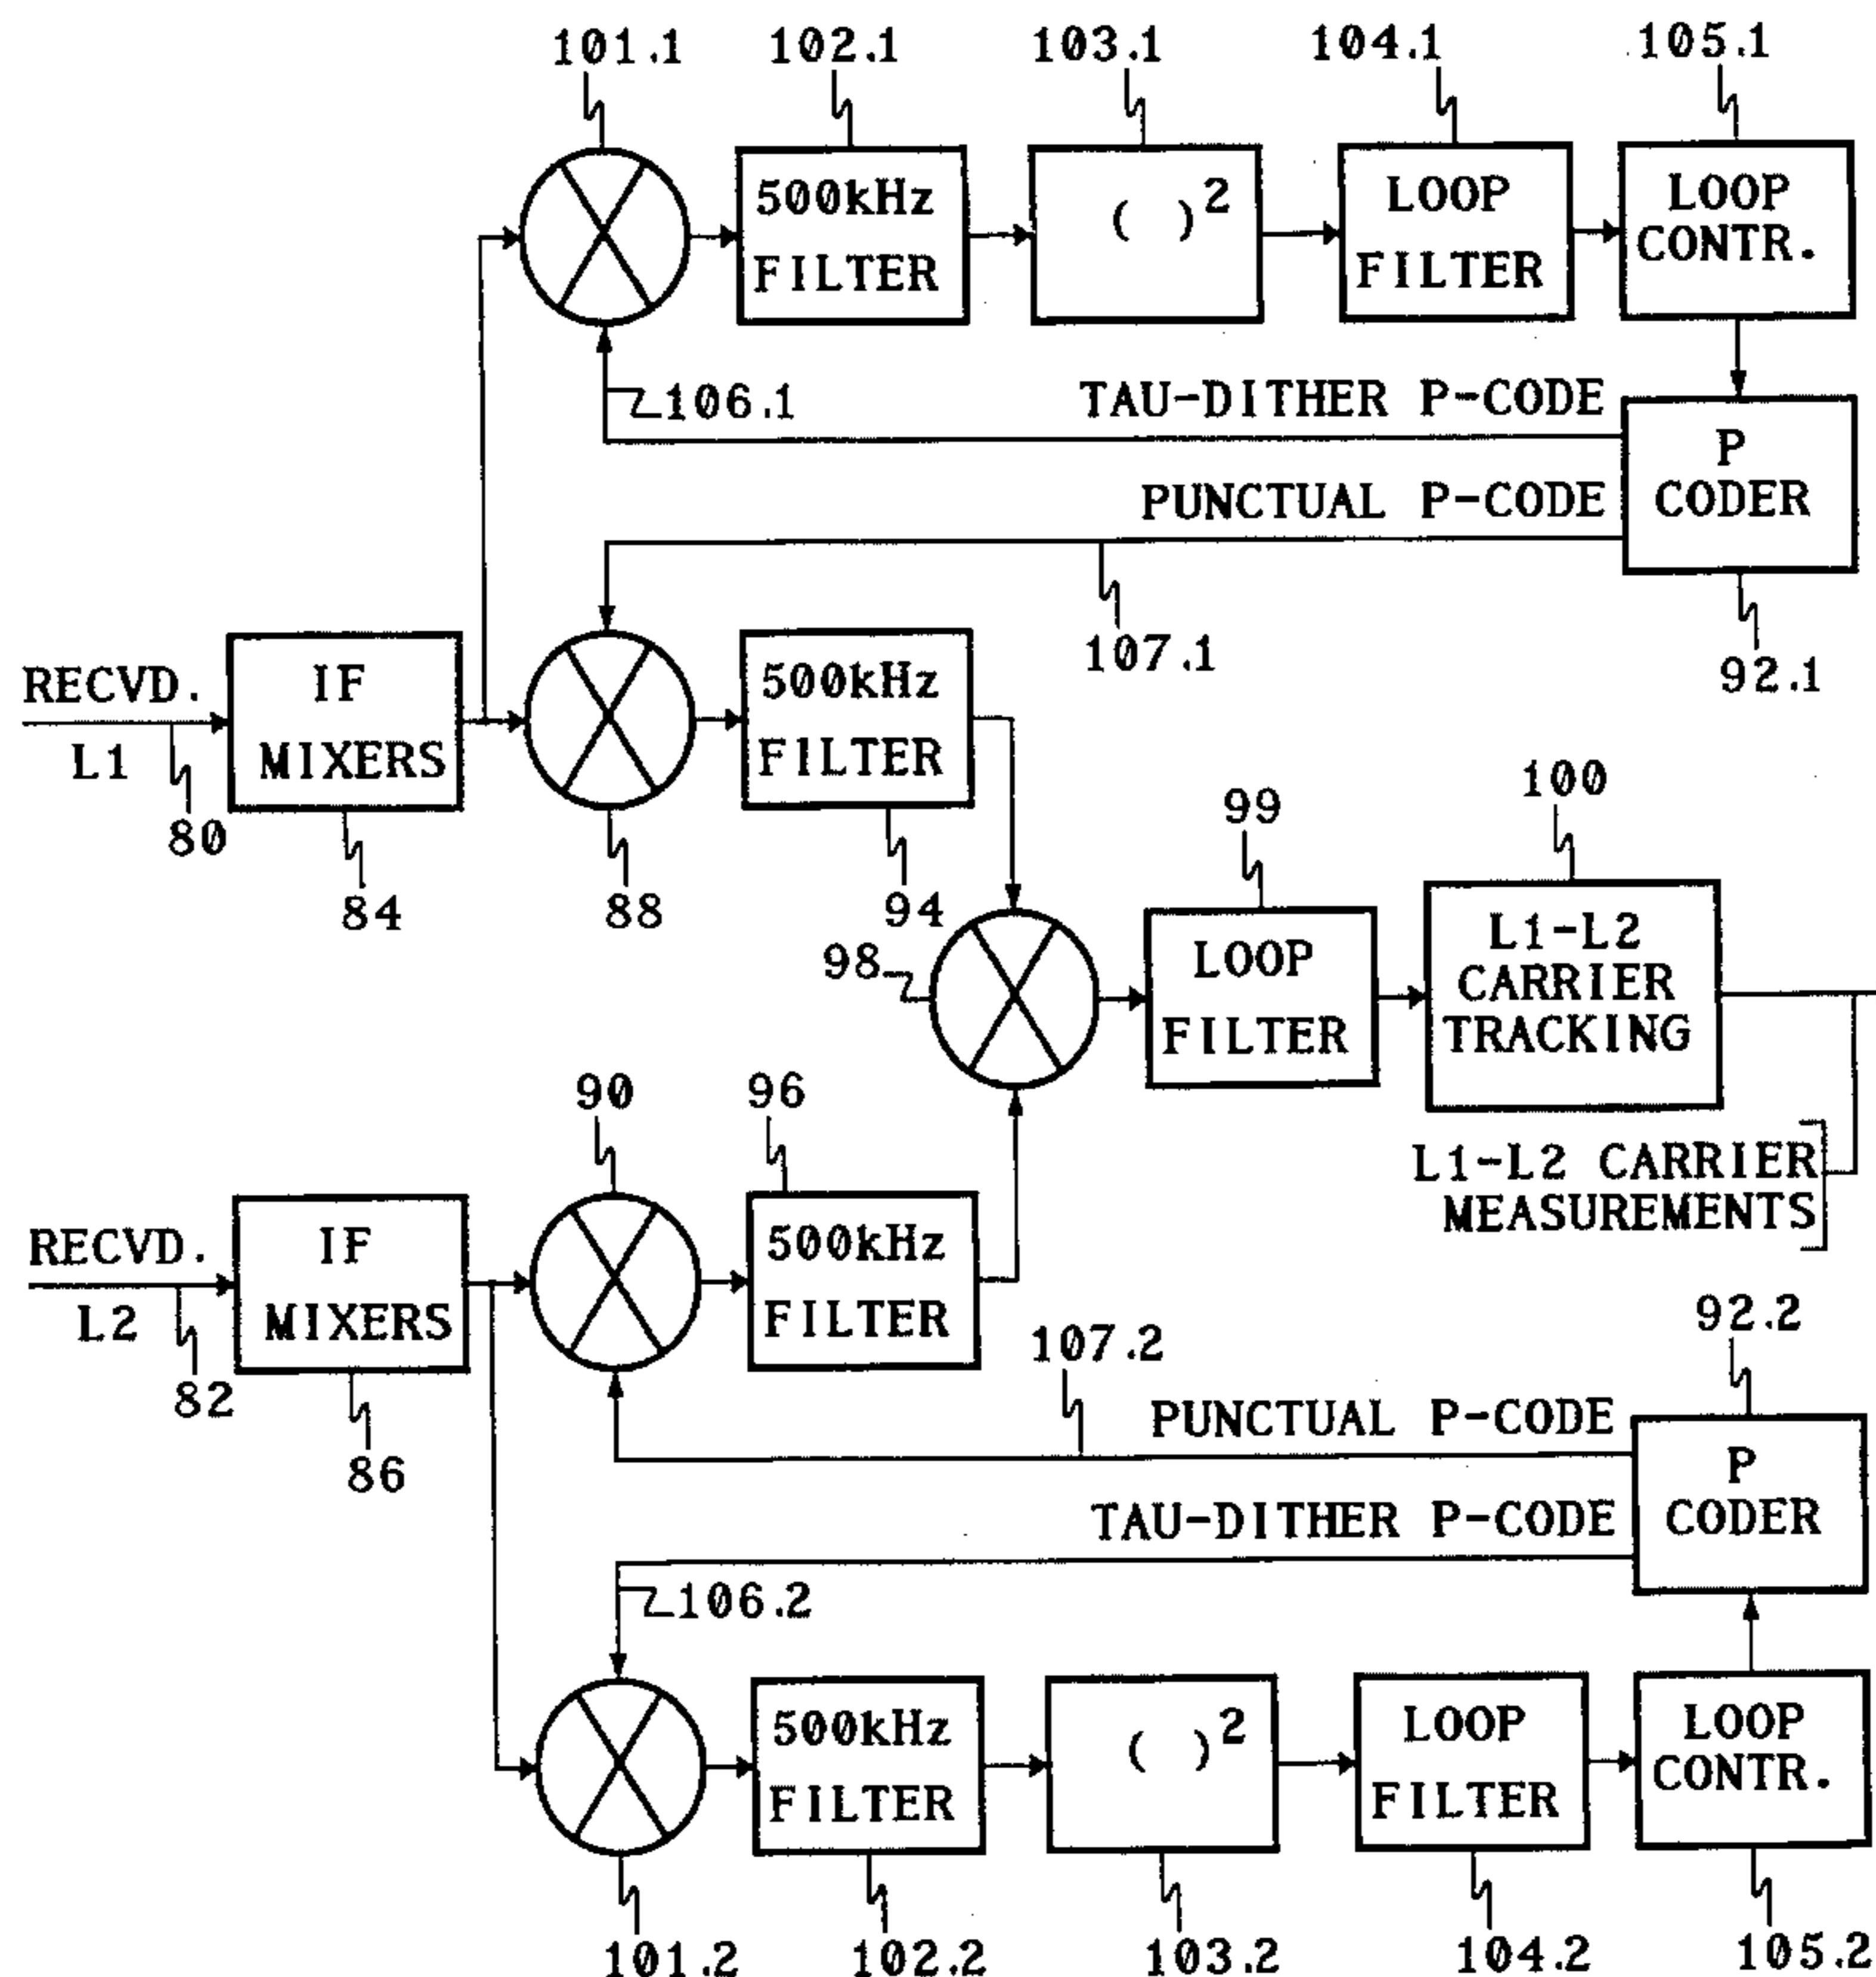 101.1 102.1 103.1 104.1 105.1
500kHz FILTER
( )2
LOOP FILTER
LOOP CONTR.
106.1
TAU-DITHER P-CODE
P CODER
PUNCTUAL P-CODE
107.1
92.1
RECVD.
L1
80
IF MIXERS
84
88
500kHz FILTER
94
98
99
LOOP FILTER
100
L1-L2 CARRIER TRACKING
L1-L2 CARRIER
MEASUREMENTS
90
96
RECVD.
L2
82
IF MIXERS
86
500kHz FILTER
107.2
92.2
PUNCTUAL P-CODE
P CODER
TAU-DITHER P-CODE
106.2
500kHz FILTER
( )2
LOOP FILTER
LOOP CONTR.
101.2 102.2 103.2 104.2 105.2